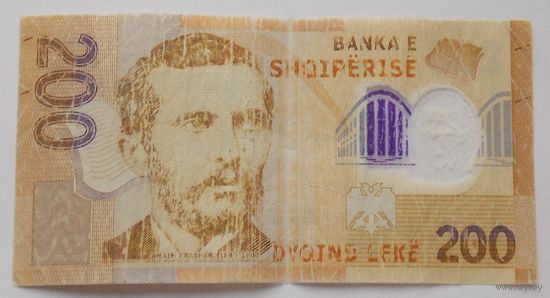 200
BANKA E
SHQIPËRISË
DYQIND LEKË 200